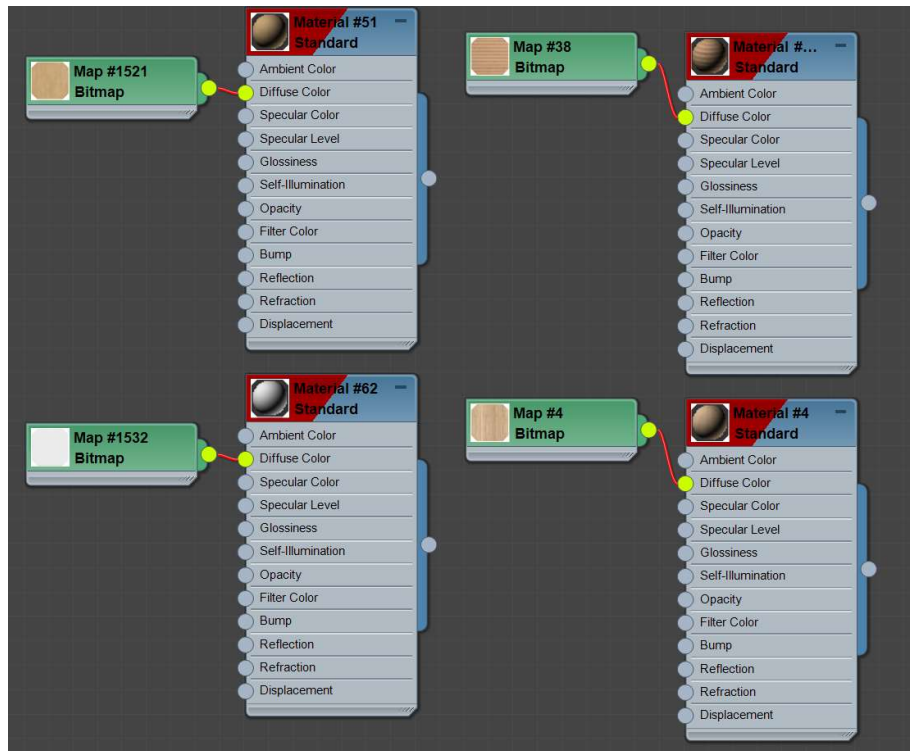 Map #1521
Bitmap
Material #51
Standard
Ambient Color
Diffuse Color
Specular Color
Specular Level
Glossiness
Self-Illumination
Opacity
Filter Color
Bump
Reflection
Refraction
Displacement
Map #38
Bitmap
Material #...
Standard
Ambient Color
Diffuse Color
Specular Color
Specular Level
Glossiness
Self-Illumination
Opacity
Filter Color
Bump
Reflection
Refraction
Displacement
Map #1532
Bitmap
Material #62
Standard
Ambient Color
Diffuse Color
Specular Color
Specular Level
Glossiness
Self-Illumination
Opacity
Filter Color
Bump
Reflection
Refraction
Displacement
Map #4
Bitmap
Material #4
Standard
Ambient Color
Diffuse Color
Specular Color
Specular Level
Glossiness
Self-Illumination
Opacity
Filter Color
Bump
Reflection
Refraction
Displacement